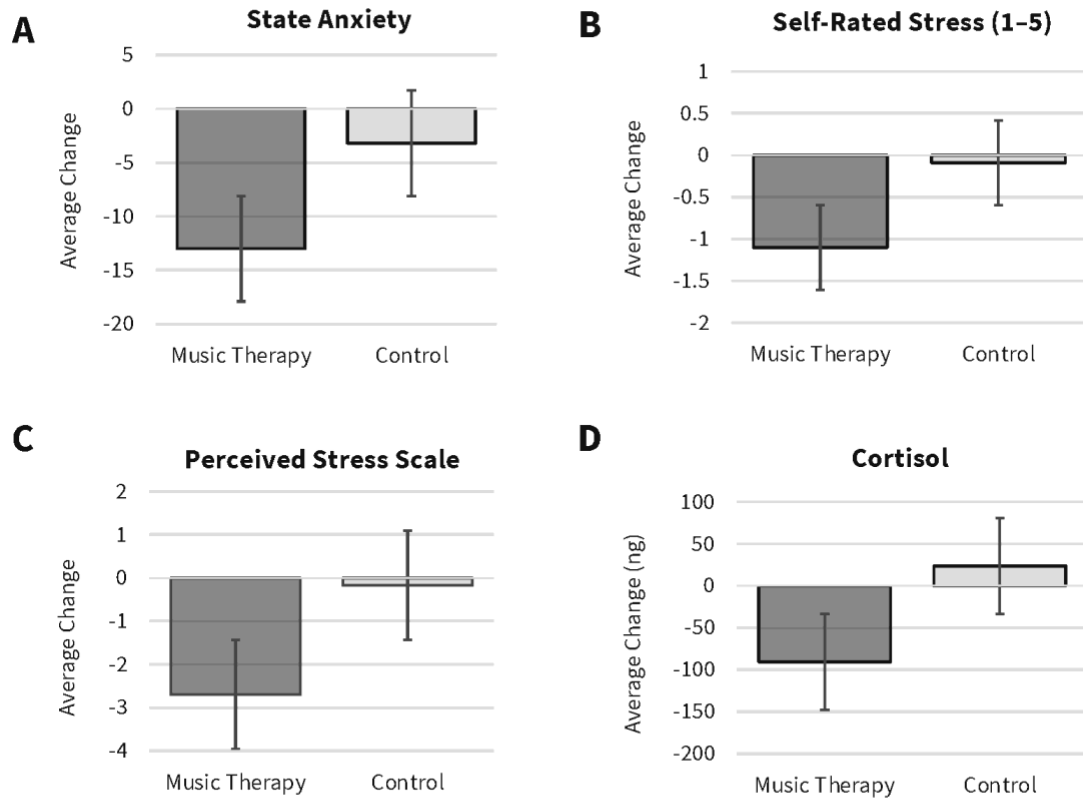 A
State Anxiety
Average Change
5
0
-5
-10
-15
-20
Music Therapy
Control
B
Self-Rated Stress (1–5)
Average Change
1
0.5
0
-0.5
-1
-1.5
-2
Music Therapy
Control
C
Perceived Stress Scale
Average Change
2
1
0
-1
-2
-3
-4
Music Therapy
Control
D
Cortisol
Average Change (ng)
100
50
0
-50
-100
-150
-200
Music Therapy
Control